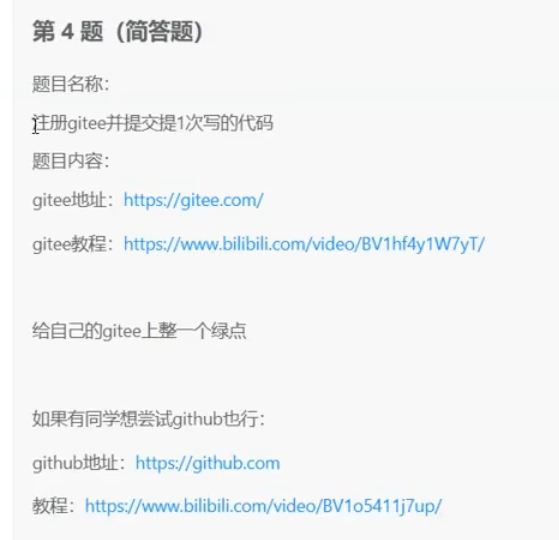 第 4 题（简答题）
题目名称：
注册gitee并提交提1次写的代码
题目内容：
gitee地址：https://gitee.com/
gitee教程：https://www.bilibili.com/video/BV1hf4y1W7yT/
给自己的gitee上整一个绿点
如果有同学想尝试github也行：
github地址：https://github.com
教程：https://www.bilibili.com/video/BV1o5411j7up/